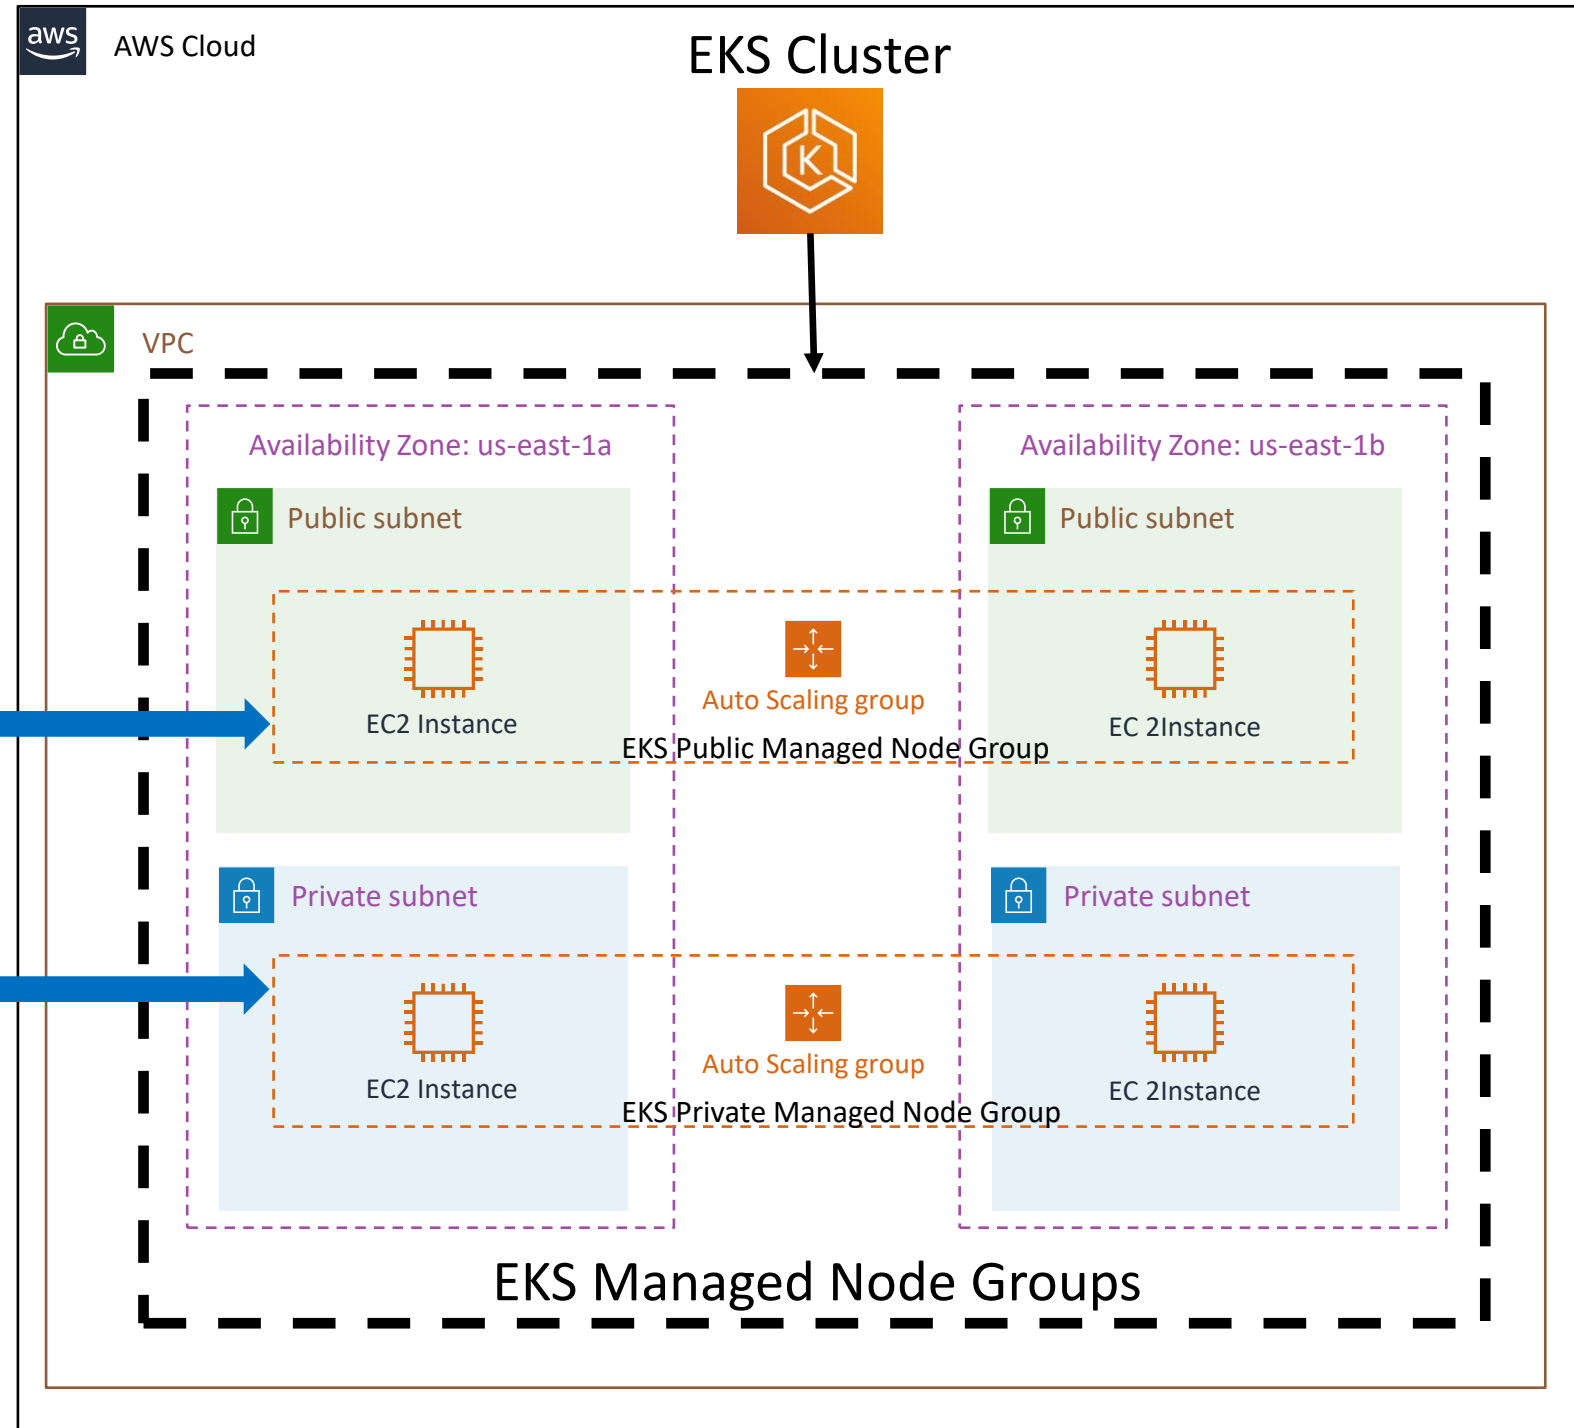 aws
AWS Cloud
EKS Cluster
K
VPC
Availability Zone: us-east-1a
Availability Zone: us-east-1b
Public subnet
Public subnet
EC2 Instance
Auto Scaling group
EC 2Instance
EKS Public Managed Node Group
Private subnet
Private subnet
EC2 Instance
Auto Scaling group
EC 2Instance
EKS Private Managed Node Group
EKS Managed Node Groups